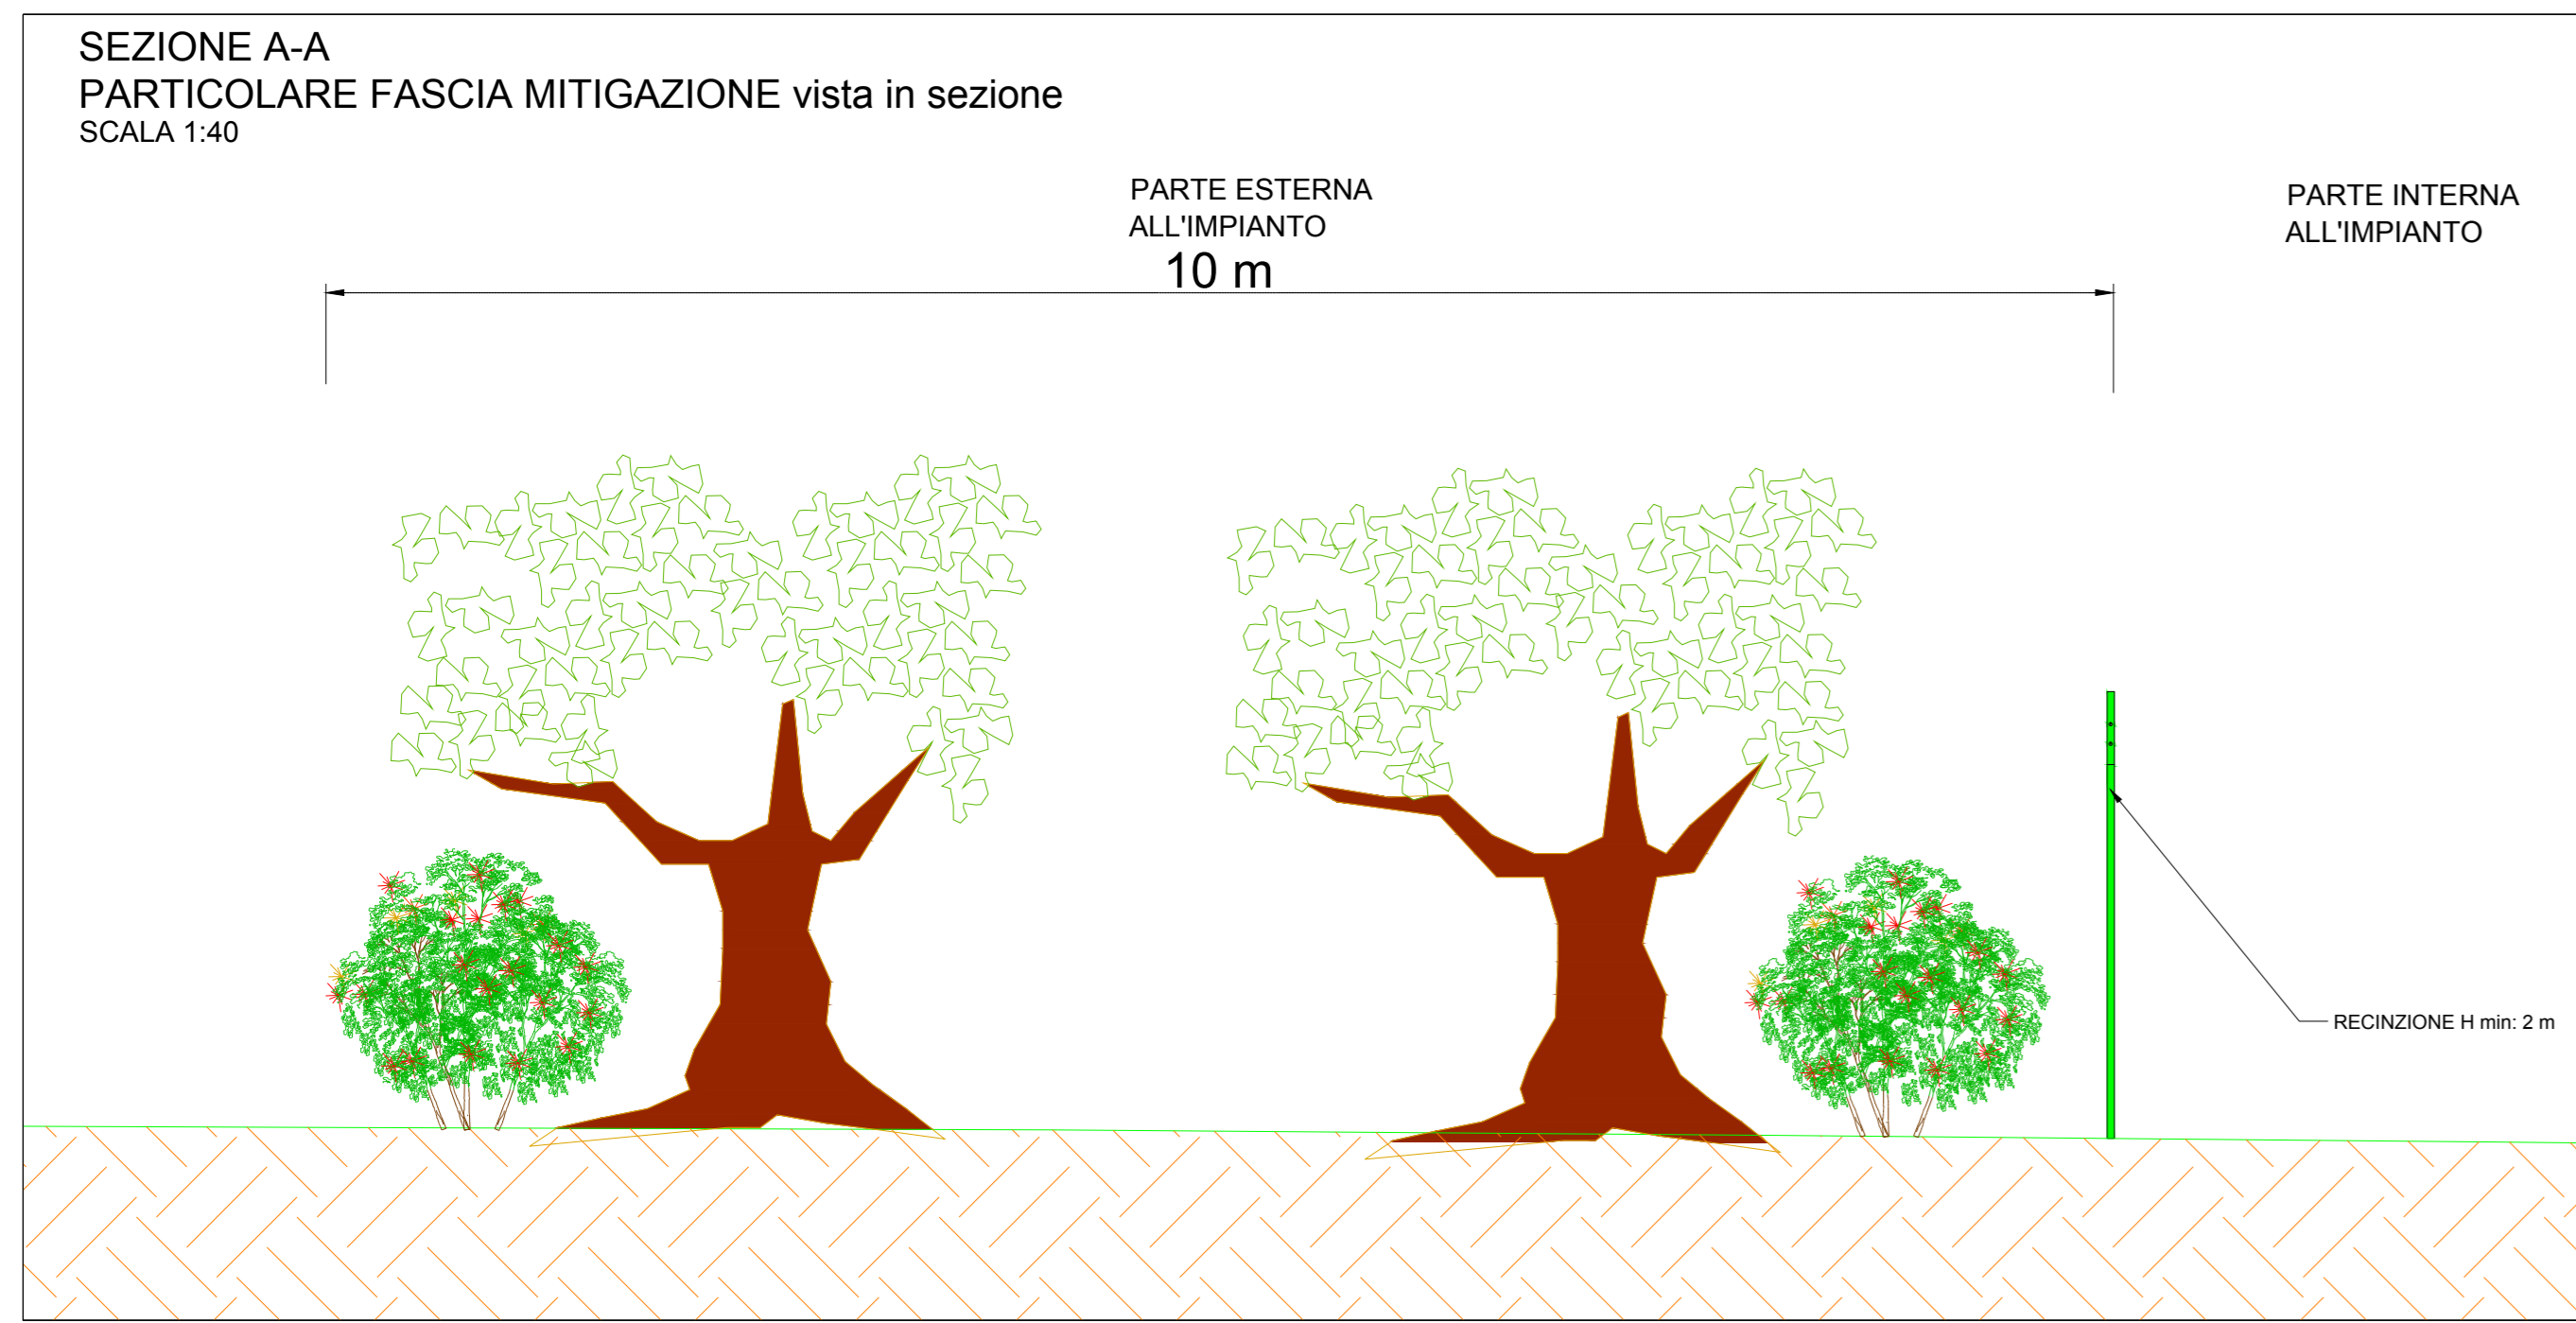 SEZIONE A-A
PARTICOLARE FASCIA MITIGAZIONE vista in sezione
SCALA 1:40
PARTE ESTERNA
ALL'IMPIANTO
10 m
PARTE INTERNA
ALL'IMPIANTO
RECINZIONE H min: 2 m